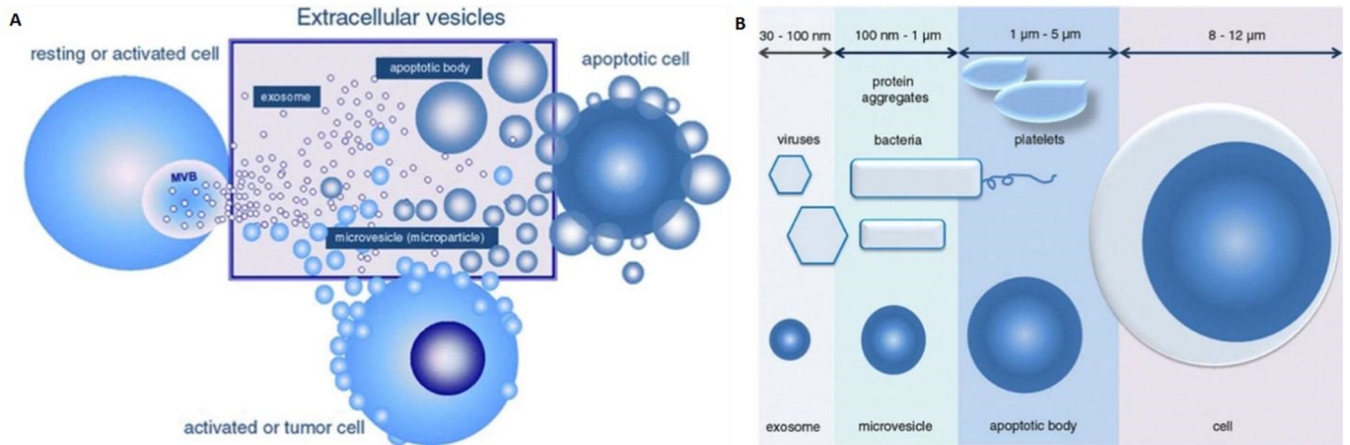 A
Extracellular vesicles
resting or activated cell
apoptotic body
apoptotic cell
exosome
MVB
microvesicle (microparticle)
activated or tumor cell
B
30 - 100 nm
100 nm - 1 µm
1 µm - 5 µm
8 - 12 µm
protein
aggregates
viruses
bacteria
platelets
exosome
microvesicle
apoptotic body
cell